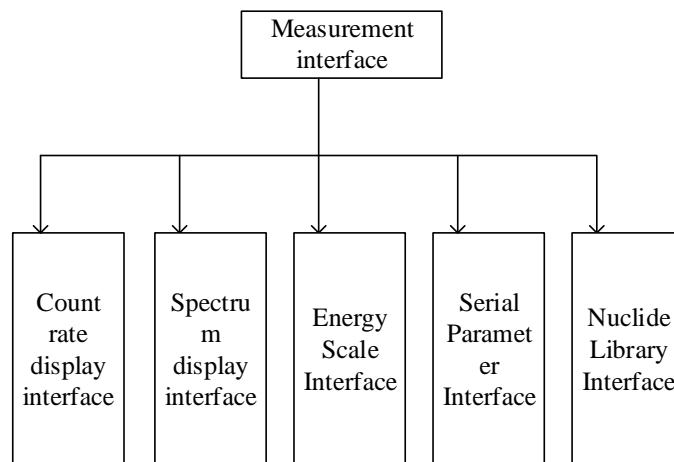 Measurement
interface
Count
rate
display
interface
Spectru
m
display
interface
Energy
Scale
Interface
Serial
Paramet
er
Interface
Nuclide
Library
Interface